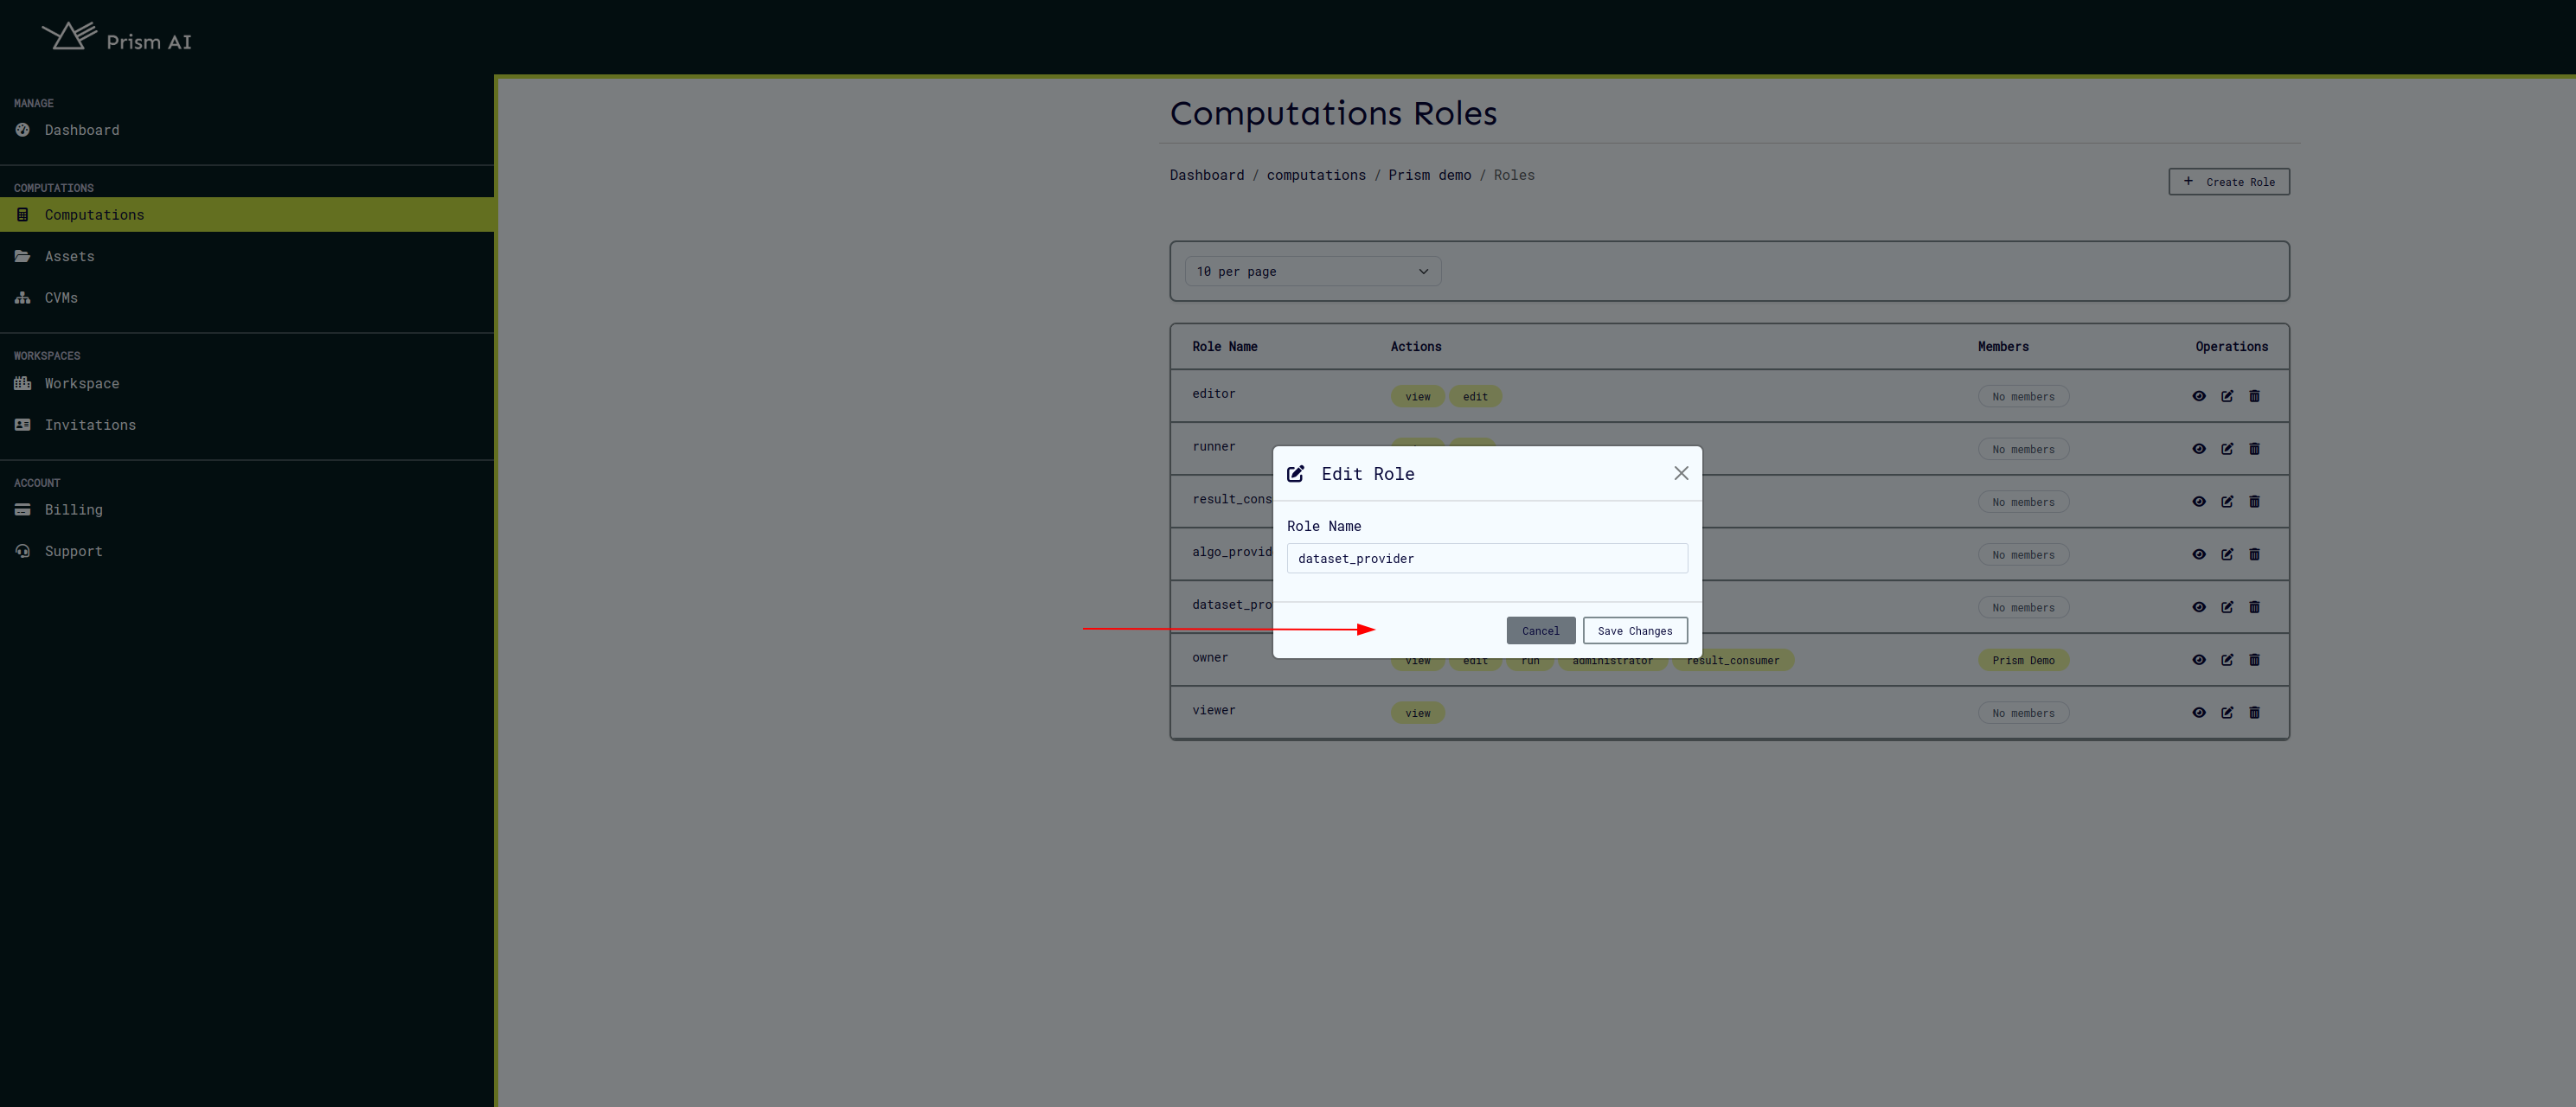 Prism AI
MANAGE
Dashboard
COMPUTATIONS
Computations
Assets
CVMs
WORKSPACES
Workspace
Invitations
ACCOUNT
Billing
Support
Computations Roles
Dashboard / computations / Prism demo / Roles
+ Create Role
10 per page
Role Name Actions Members Operations
editor view edit No members
runner No members
result_cons No members
algo_provid No members
dataset_pro No members
owner view edit run administrator result_consumer Prism Demo
viewer view No members
Edit Role
Role Name
dataset_provider
Cancel Save Changes